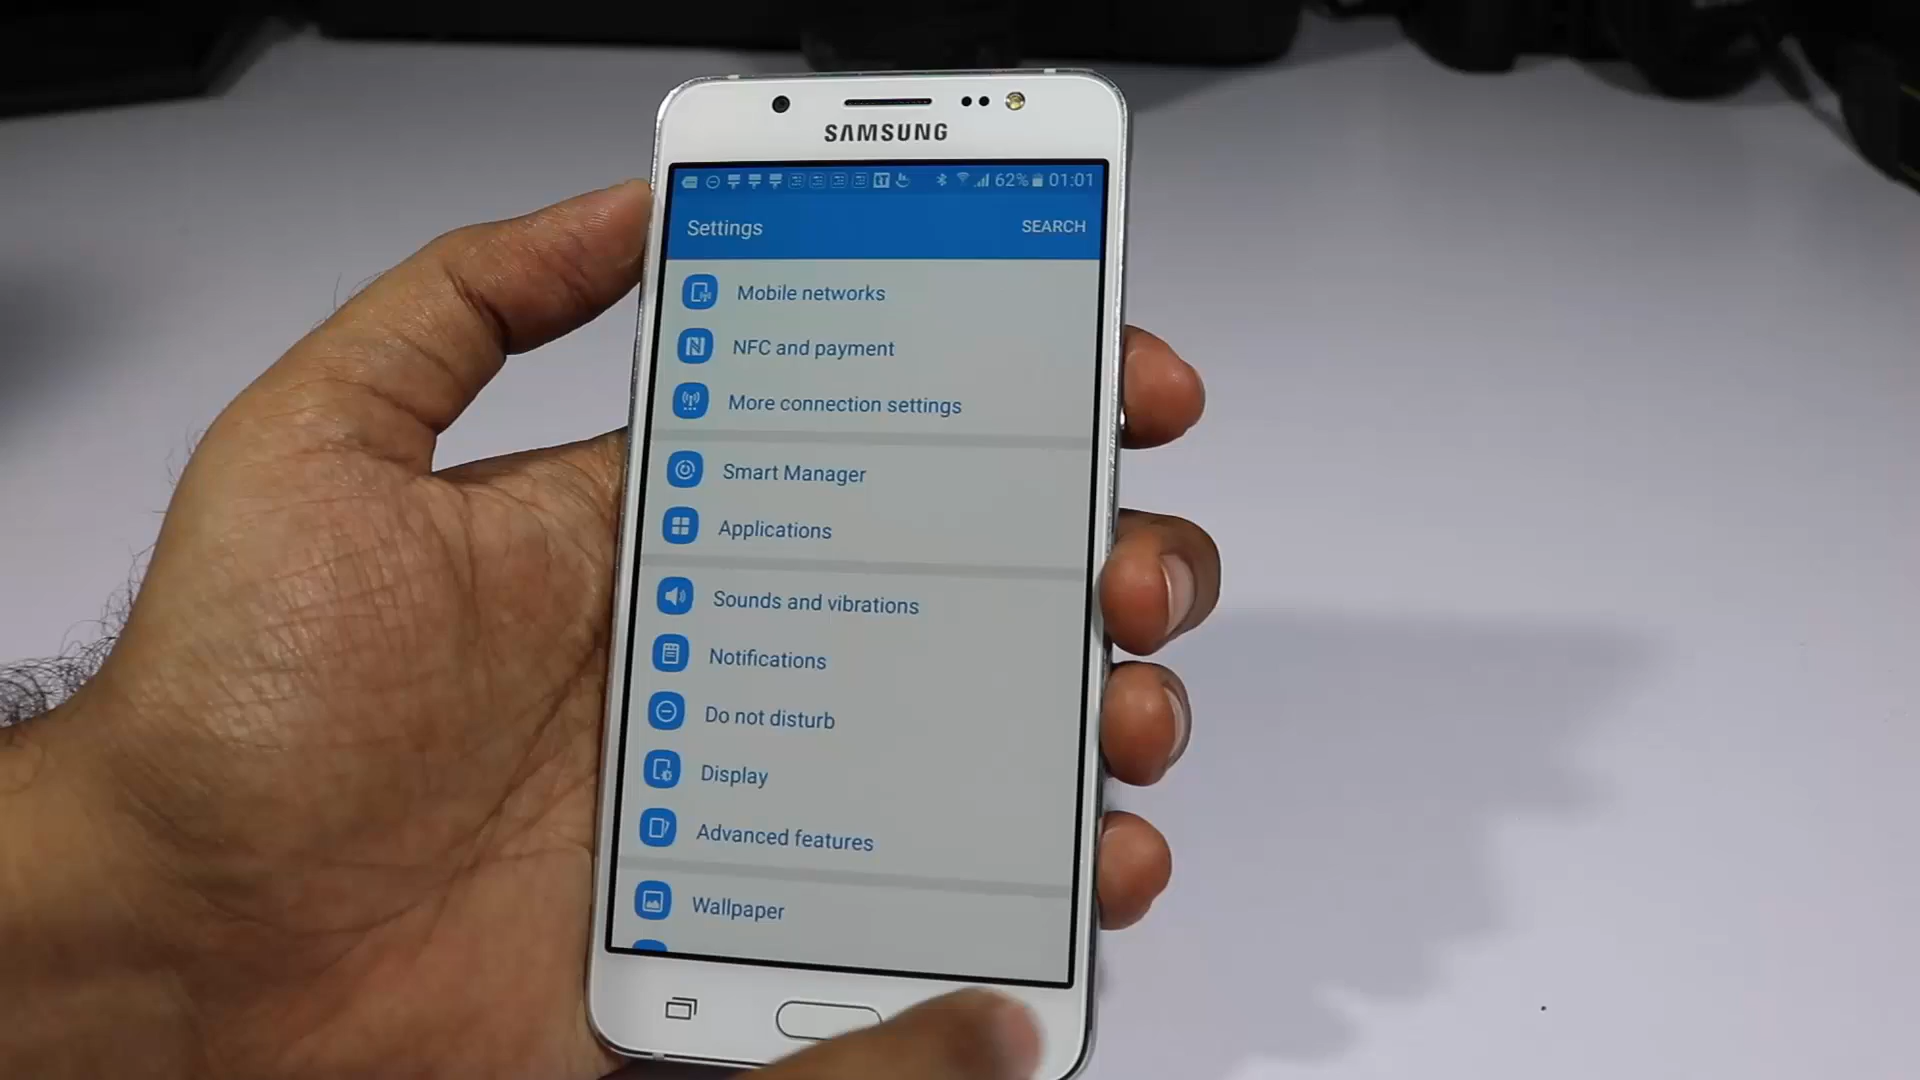 SAMSUNG
62% 01:01
Settings SEARCH
Mobile networks
NFC and payment
More connection settings
Smart Manager
Applications
Sounds and vibrations
Notifications
Do not disturb
Display
Advanced features
Wallpaper